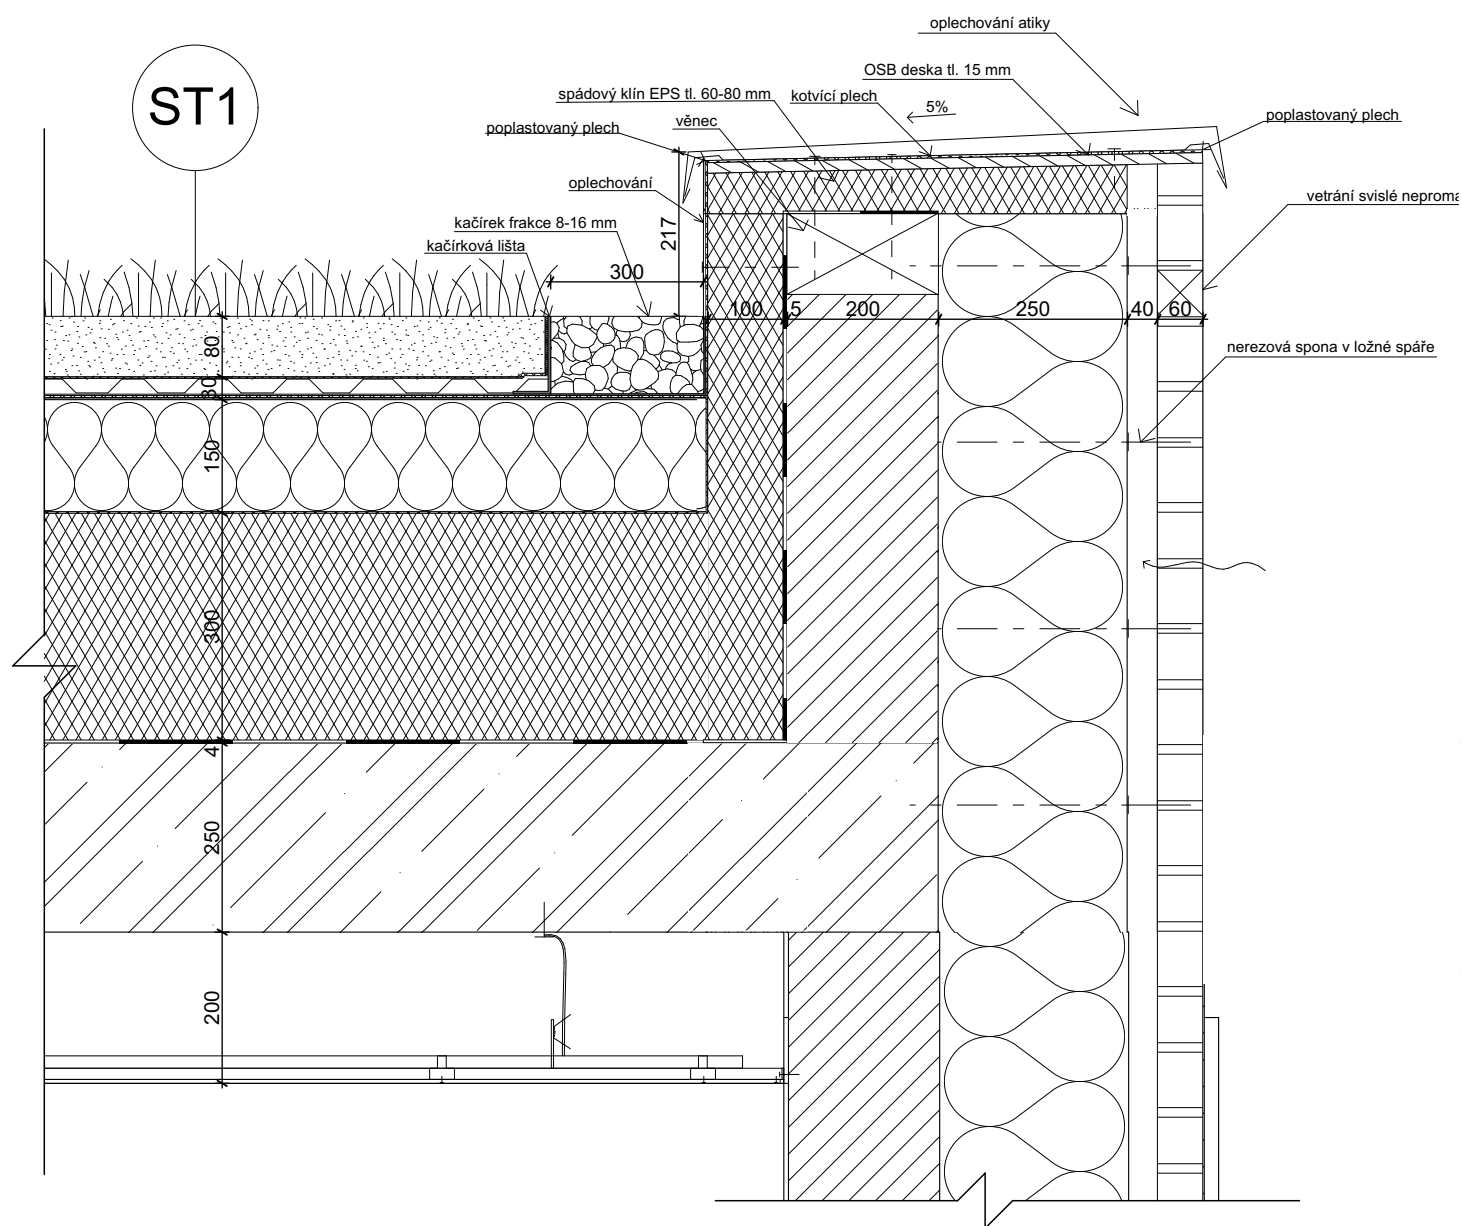 oplechování atiky
OSB deska tl. 15 mm
spádový klín EPS tl. 60-80 mm
kotvící plech
5%
ST1
věnec
poplastovaný plech
poplastovaný plech
oplechování
vetrání svislé neproma
kačírek frakce 8-16 mm
217
kačírková lišta
300
100
5
200
250
40
60
80
nerezová spona v ložné spáře
30
150
300
4
250
200